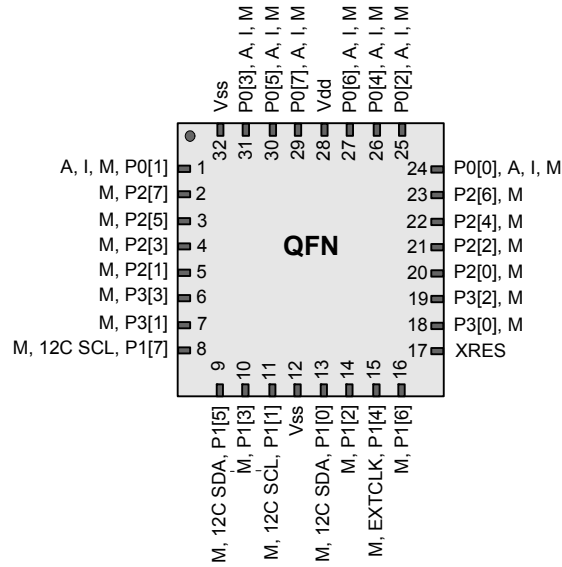 Vss
P0[3], A, I, M
P0[5], A, I, M
P0[7], A, I, M
Vdd
P0[6], A, I, M
P0[4], A, I, M
P0[2], A, I, M
32
31
30
29
28
27
26
25
A, I, M, P0[1] 1
M, P2[7] 2
M, P2[5] 3
M, P2[3] 4
M, P2[1] 5
M, P3[3] 6
M, P3[1] 7
M, 12C SCL, P1[7] 8
QFN
24 P0[0], A, I, M
23 P2[6], M
22 P2[4], M
21 P2[2], M
20 P2[0], M
19 P3[2], M
18 P3[0], M
17 XRES
9
10
11
12
13
14
15
16
M, 12C SDA, P1[5]
M, P1[3]
M, 12C SCL, P1[1]
Vss
M, 12C SDA, P1[0]
M, P1[2]
M, EXTCLK, P1[4]
M, P1[6]